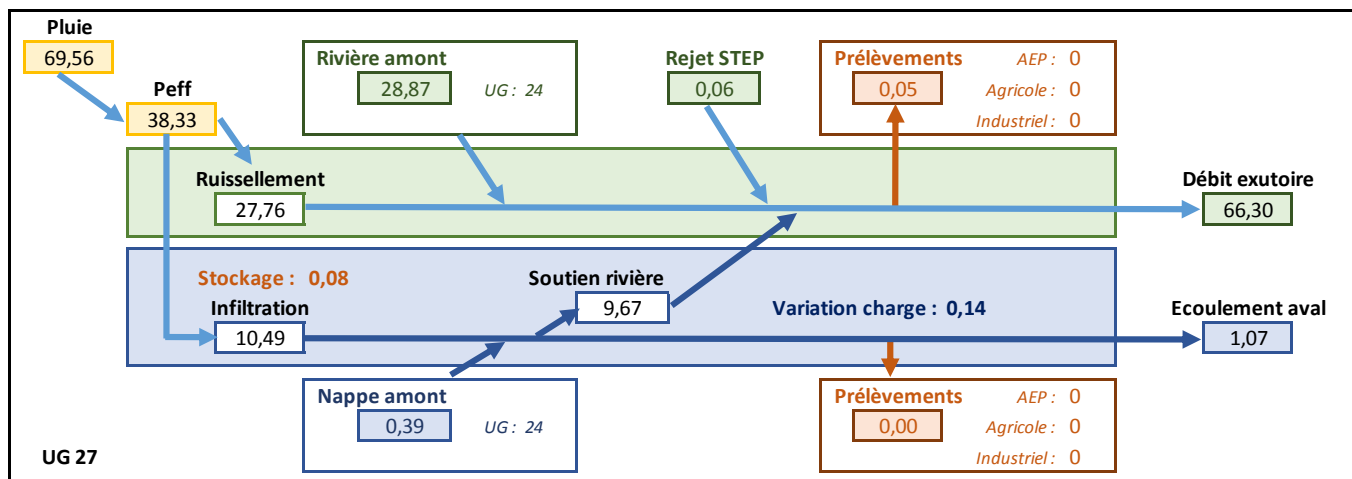 Pluie
69,56
Peff
38,33
Rivière amont
28,87
UG : 24
Rejet STEP
0,06
Prélèvements
0,05
AEP : 0
Agricole : 0
Industriel : 0
Ruissellement
27,76
Débit exutoire
66,30
Stockage : 0,08
Infiltration
10,49
Soutien rivière
9,67
Variation charge : 0,14
Ecoulement aval
1,07
Nappe amont
0,39
UG : 24
Prélèvements
0,00
AEP : 0
Agricole : 0
Industriel : 0
UG 27